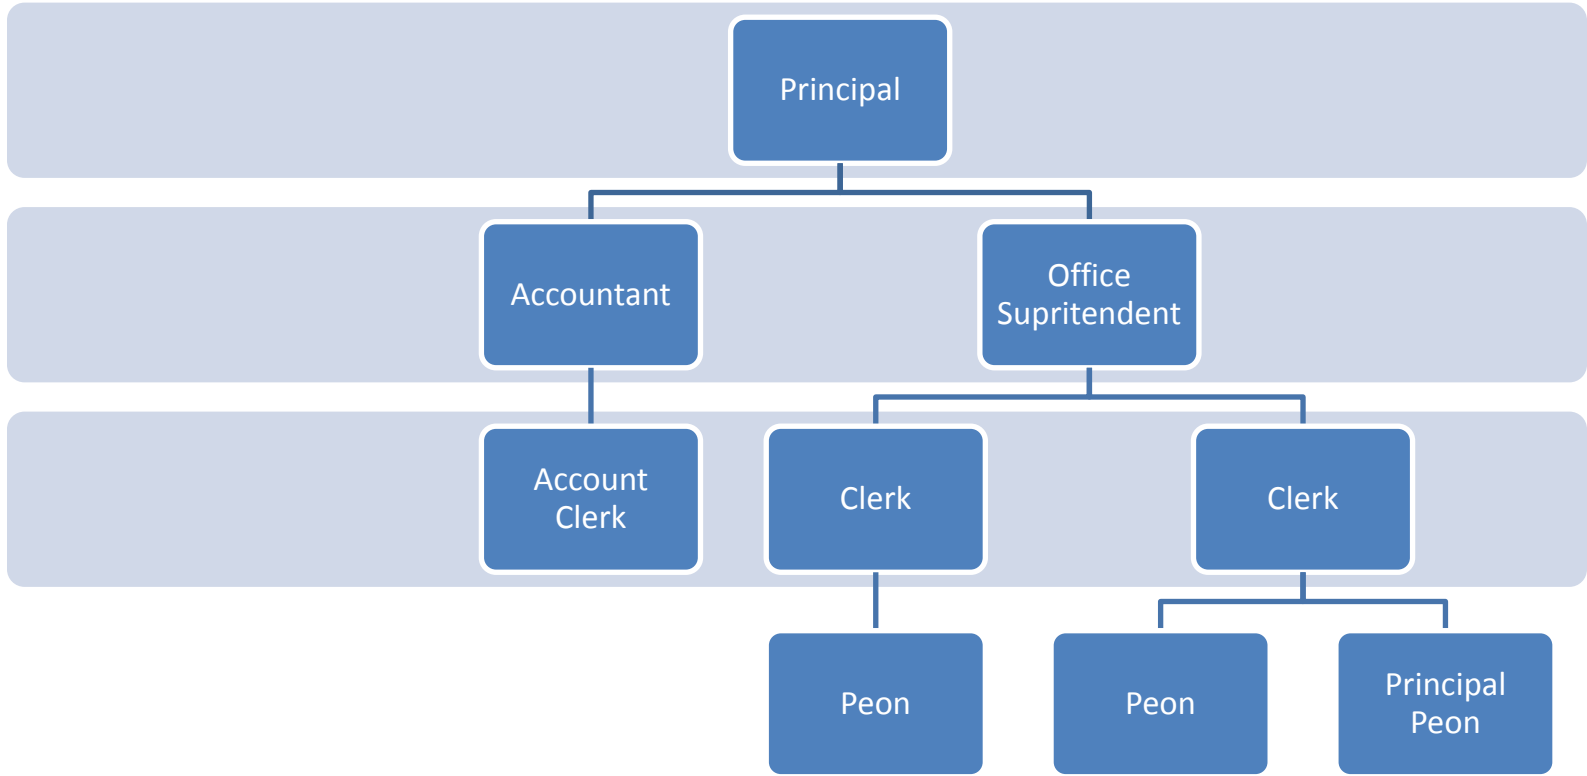 Principal
Accountant
Office
Supritendent
Account
Clerk
Clerk
Clerk
Peon
Peon
Principal
Peon